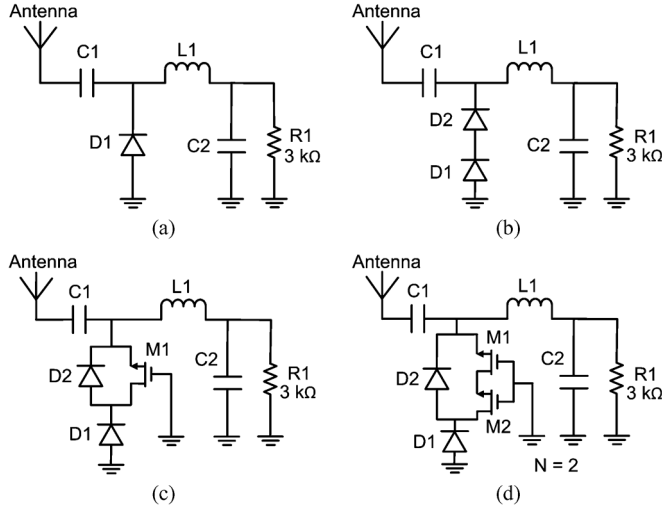 Antenna
C1
L1
D1
C2
R1
3 kΩ
(a)
Antenna
C1
L1
D2
D1
C2
R1
3 kΩ
(b)
Antenna
C1
L1
M1
D2
C2
R1
3 kΩ
D1
(c)
Antenna
C1
L1
M1
D2
C2
R1
3 kΩ
M2
D1
N = 2
(d)